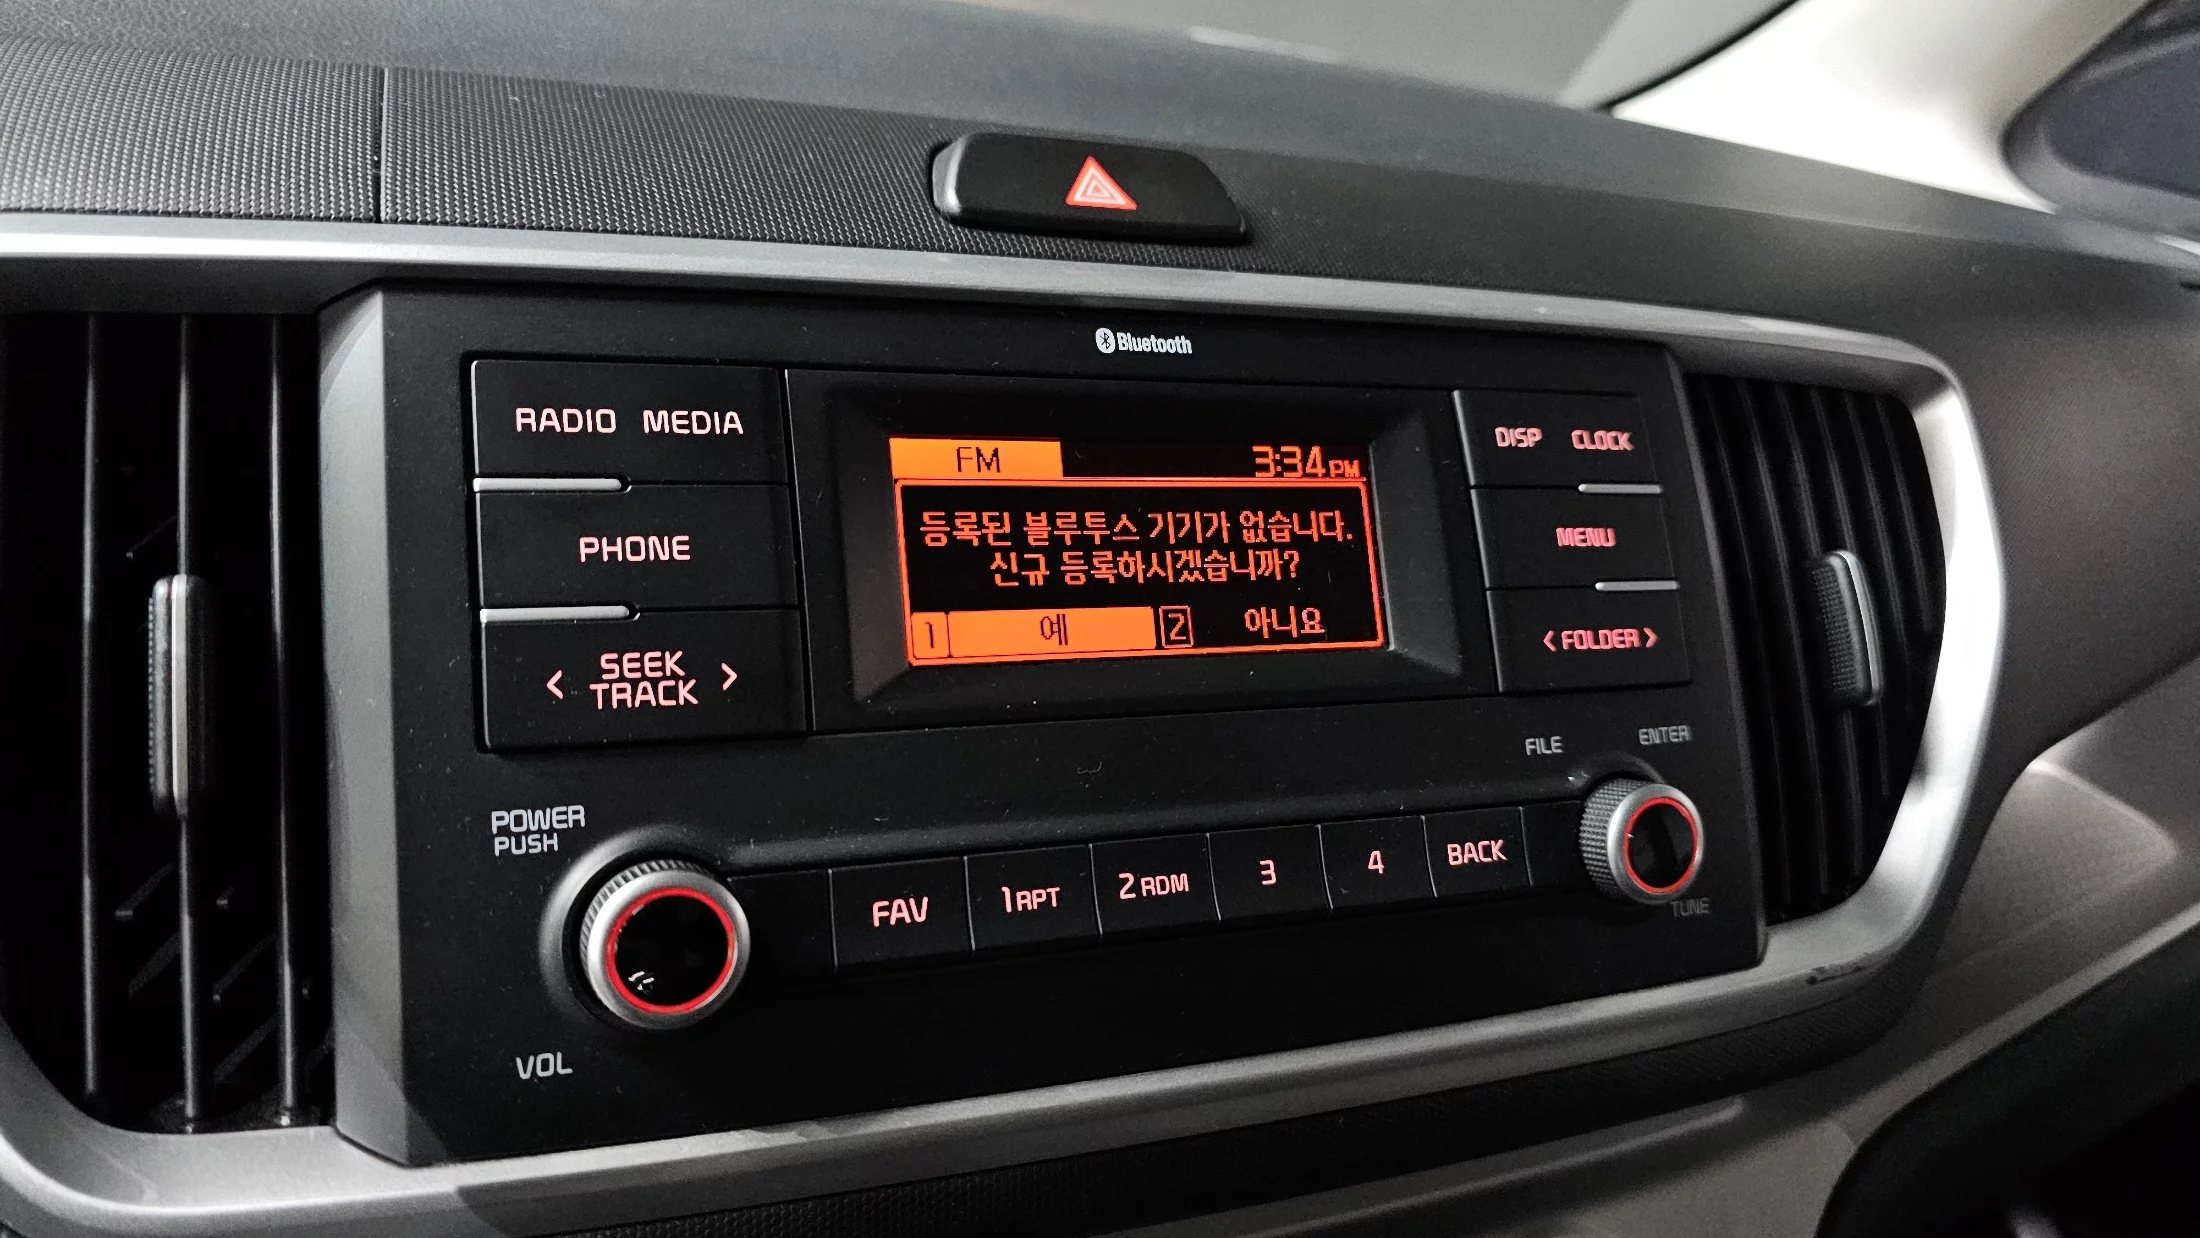 Bluetooth
RADIO MEDIA
PHONE
< SEEK >
TRACK
FM 3:34 PM
등록된 블루투스 기기가 없습니다.
신규 등록하시겠습니까?
1 예 2 아니요
DISP CLOCK
MENU
< FOLDER >
POWER
PUSH
VOL
FAV
1 RPT
2 RDM
3
4
BACK
FILE
ENTER
TUNE